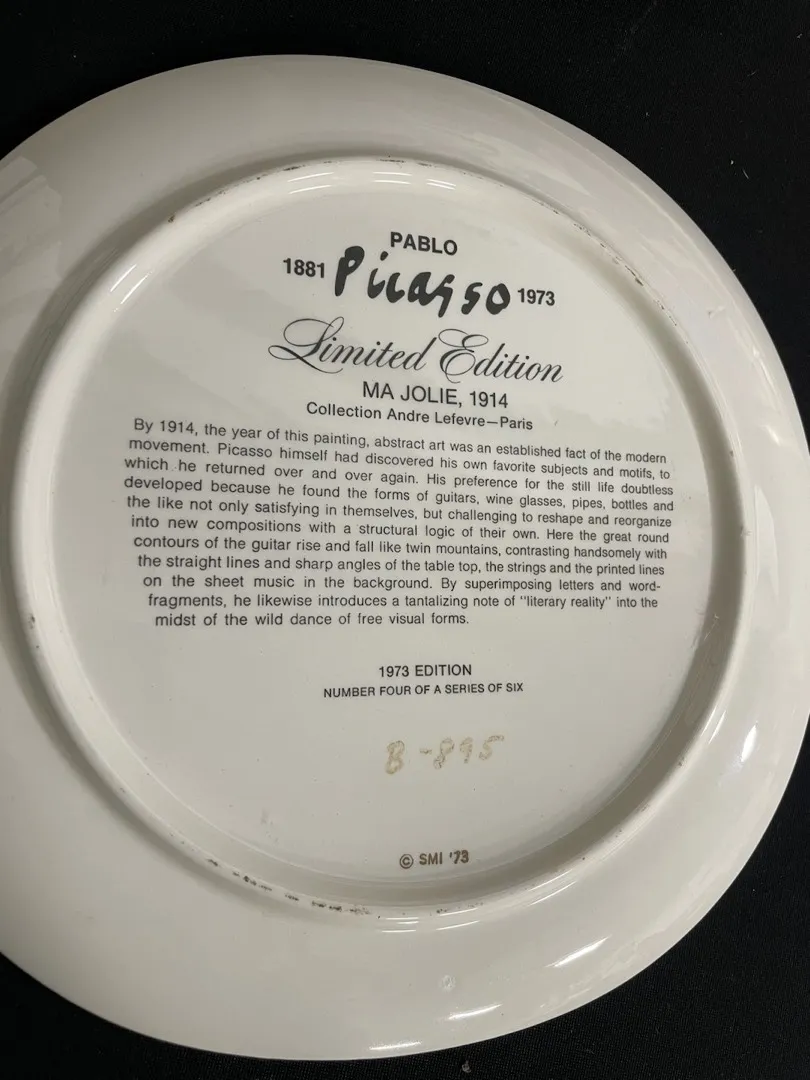 PABLO
1881 Picasso 1973
Limited Edition
MA JOLIE, 1914
Collection Andre Lefevre—Paris
By 1914, the year of this painting, abstract art was an established fact of the modern
movement. Picasso himself had discovered his own favorite subjects and motifs, to
which he returned over and over again. His preference for the still life doubtless
developed because he found the forms of guitars, wine glasses, pipes, bottles and
the like not only satisfying in themselves, but challenging to reshape and reorganize
into new compositions with a structural logic of their own. Here the great round
contours of the guitar rise and fall like twin mountains, contrasting handsomely with
the straight lines and sharp angles of the table top, the strings and the printed lines
on the sheet music in the background. By superimposing letters and word-
fragments, he likewise introduces a tantalizing note of "literary reality" into the
midst of the wild dance of free visual forms.
1973 EDITION
NUMBER FOUR OF A SERIES OF SIX
B-895
© SMI '73